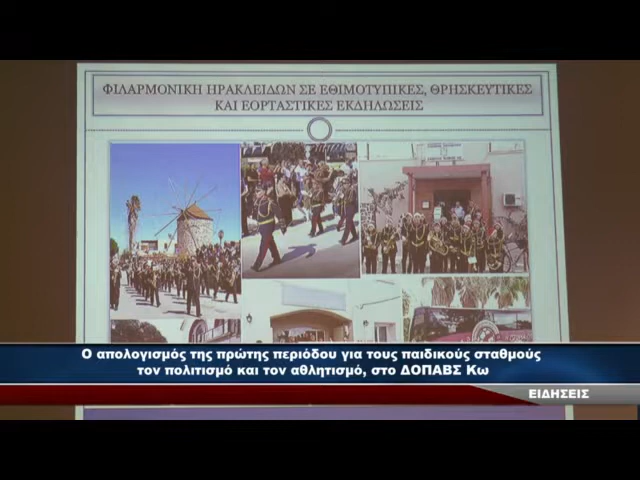 ΦΙΛΑΡΜΟΝΙΚΗ ΗΡΑΚΛΕΙΔΩΝ ΣΕ ΕΘΙΜΟΤΥΠΙΚΕΣ, ΘΡΗΣΚΕΥΤΙΚΕΣ
ΚΑΙ ΕΟΡΤΑΣΤΙΚΕΣ ΕΚΔΗΛΩΣΕΙΣ
Ο απολογισμός της πρώτης περιόδου για τους παιδικούς σταθμούς
τον πολιτισμό και τον αθλητισμό, στο ΔΟΠΑΒΣ Κω
ΕΙΔΗΣΕΙΣ